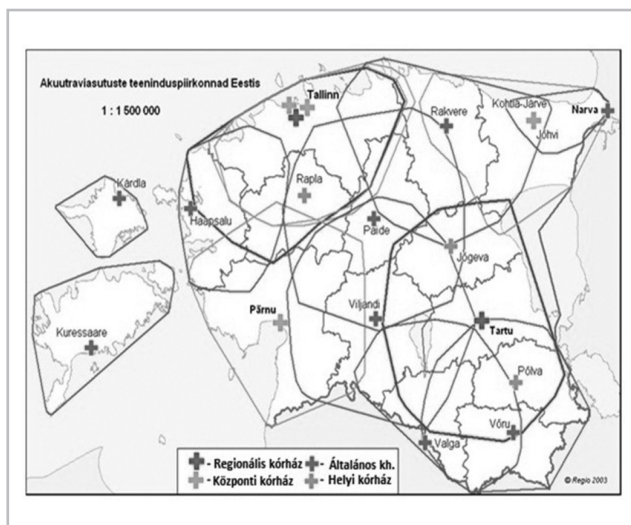 Akuutraviasutuste teeninduspiirkonnad Eestis
1 : 1 500 000
Tallinn
Rakvere
Kohtla-Järve
Jõhvi
Narva
Kärdla
Haapsalu
Rapla
Paide
Jõgeva
Kuressaare
Pärnu
Viljandi
Tartu
Põlva
Võru
Valga
- Regionális kórház
- Általános kh.
- Központi kórház
- Helyi kórház
© Regio 2003